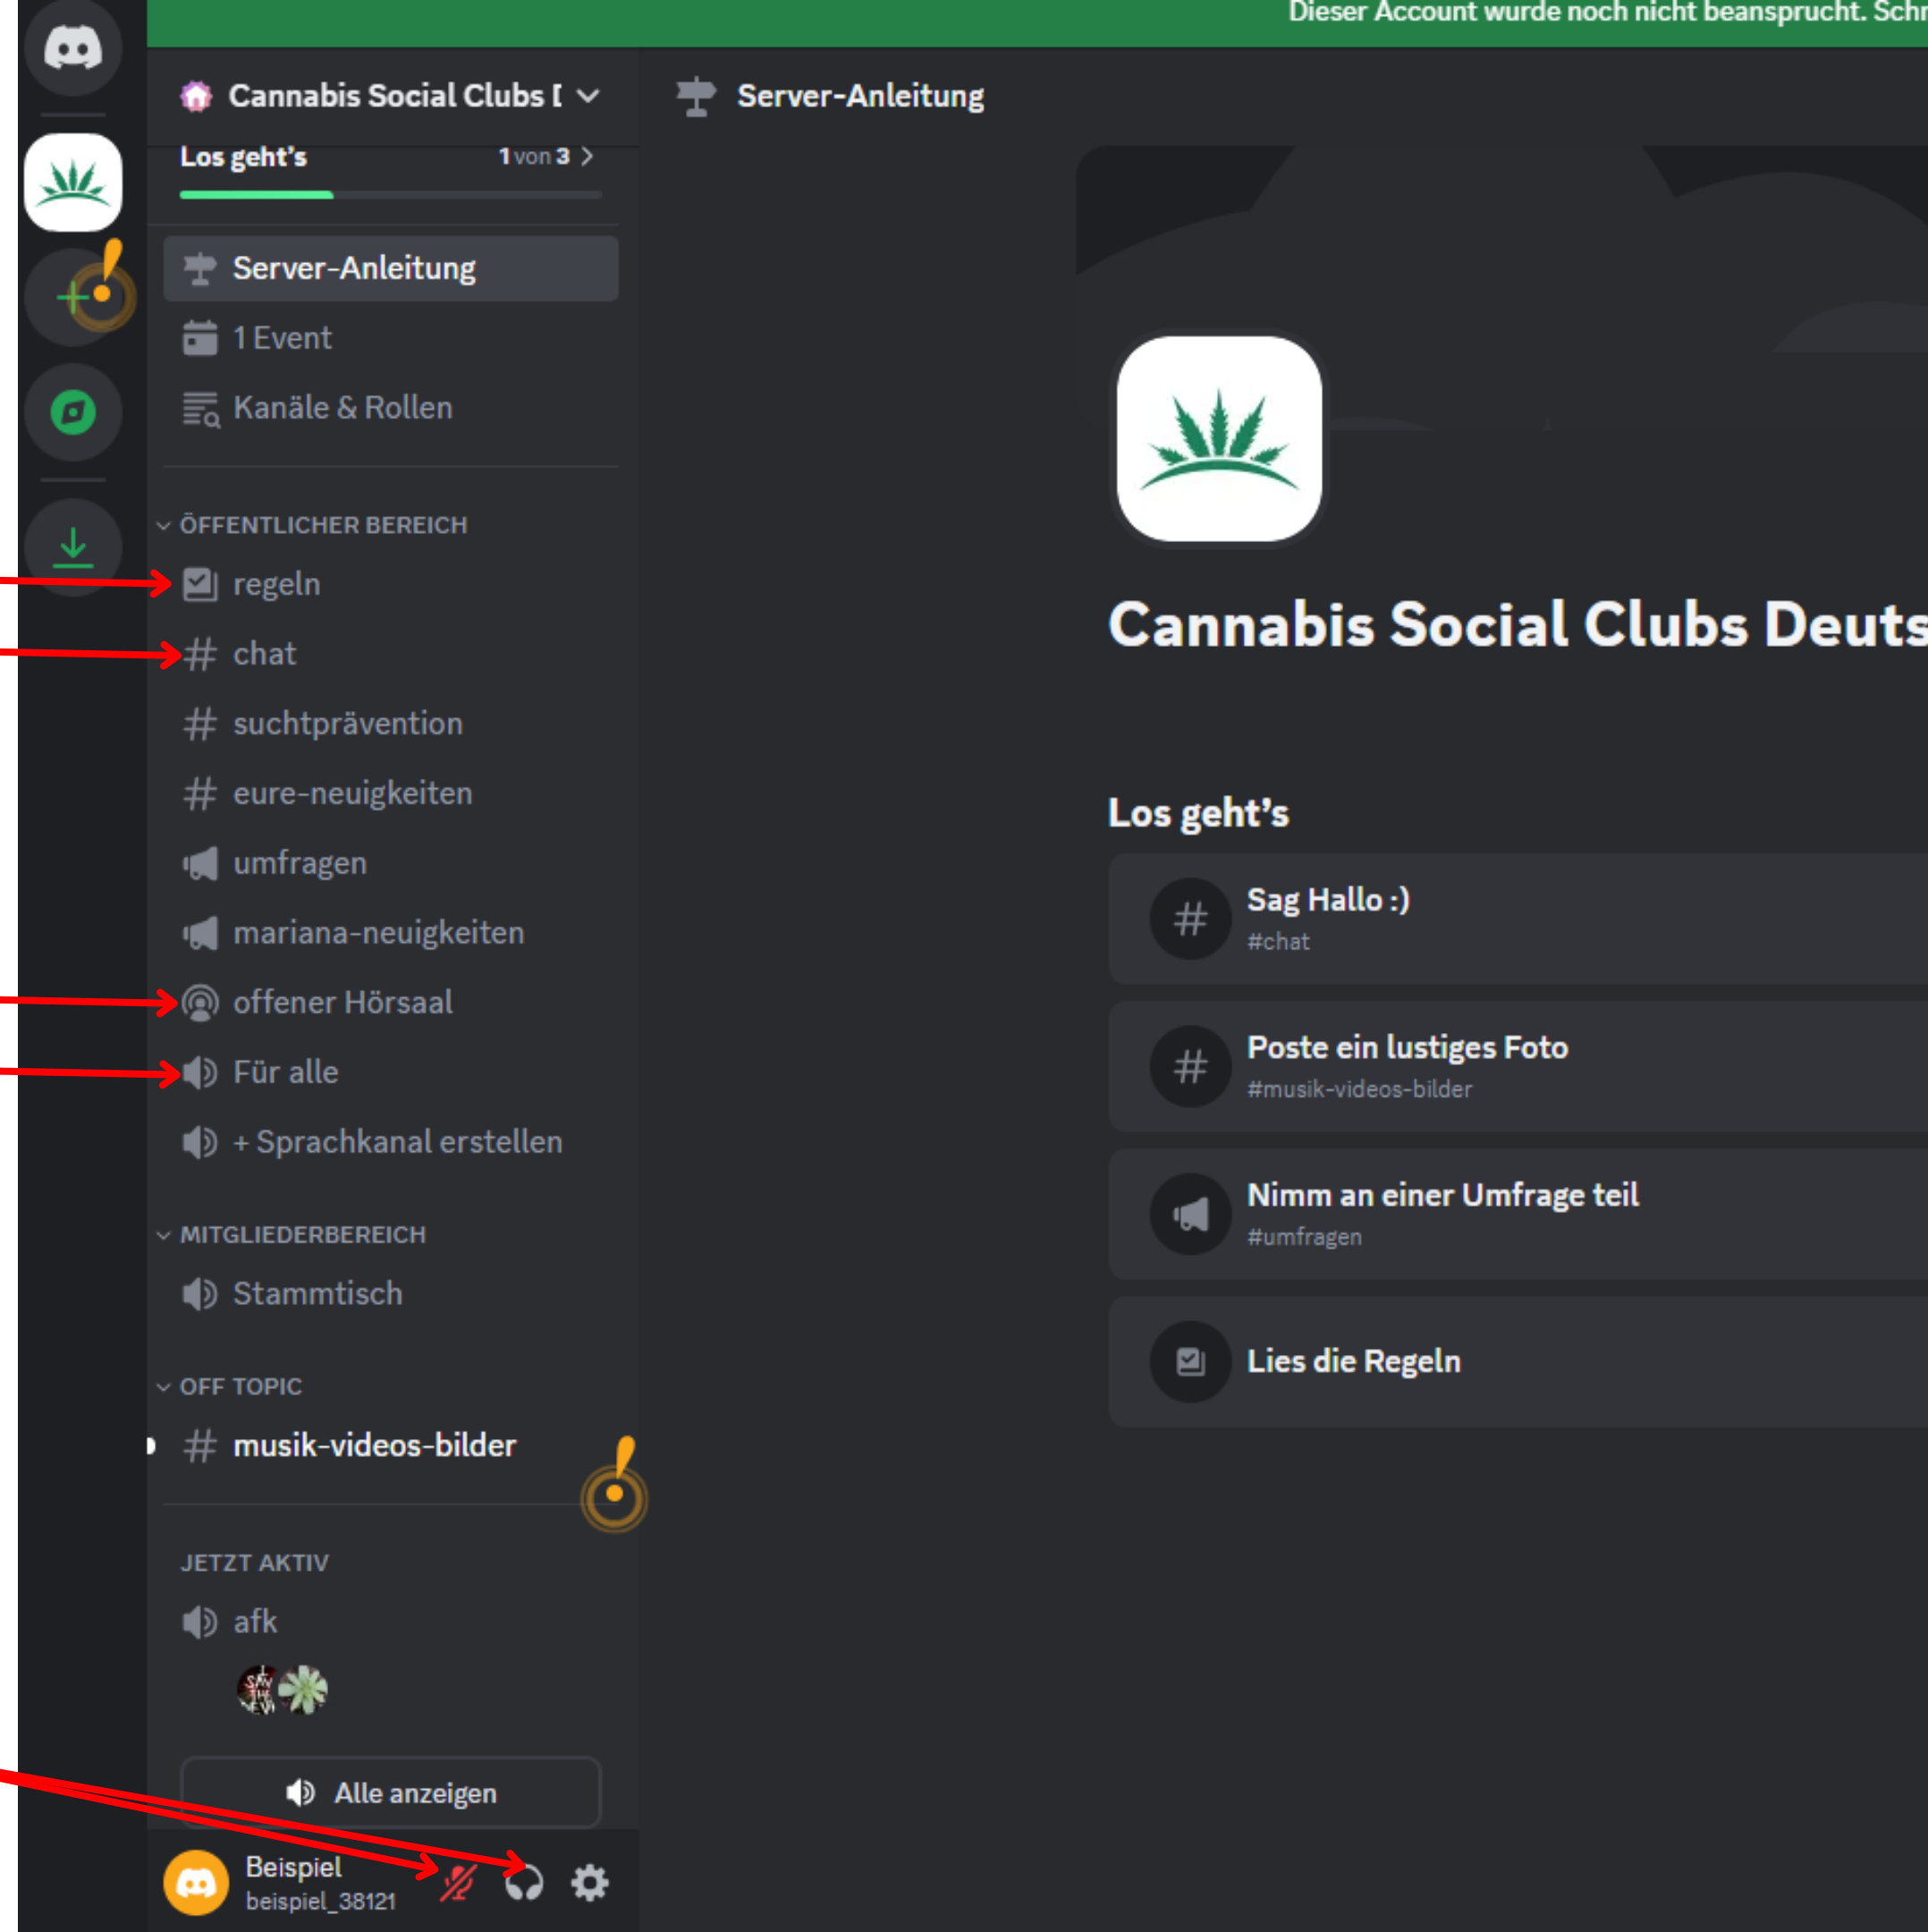 Dieser Account wurde noch nicht beansprucht.
Cannabis Social Clubs
Server-Anleitung
Los geht's
1 von 3
Server-Anleitung
1 Event
Kanäle & Rollen
ÖFFENTLICHER BEREICH
regeln
chat
suchtprävention
eure-neuigkeiten
umfragen
mariana-neuigkeiten
offener Hörsaal
Für alle
+ Sprachkanal erstellen
MITGLIEDERBEREICH
Stammtisch
OFF TOPIC
musik-videos-bilder
JETZT AKTIV
afk
Alle anzeigen
Beispiel
beispiel_38121
Cannabis Social Clubs Deuts
Los geht's
Sag Hallo :)
#chat
Poste ein lustiges Foto
#musik-videos-bilder
Nimm an einer Umfrage teil
#umfragen
Lies die Regeln